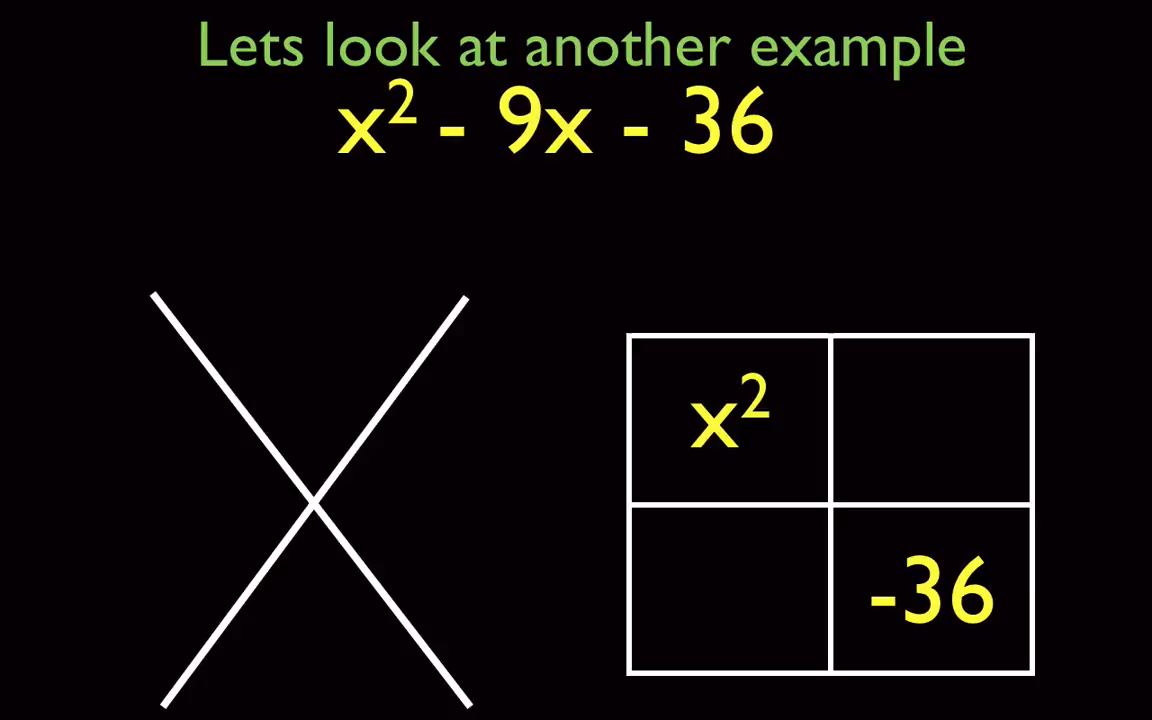 Lets look at another example
x² - 9x - 36
x²
-36